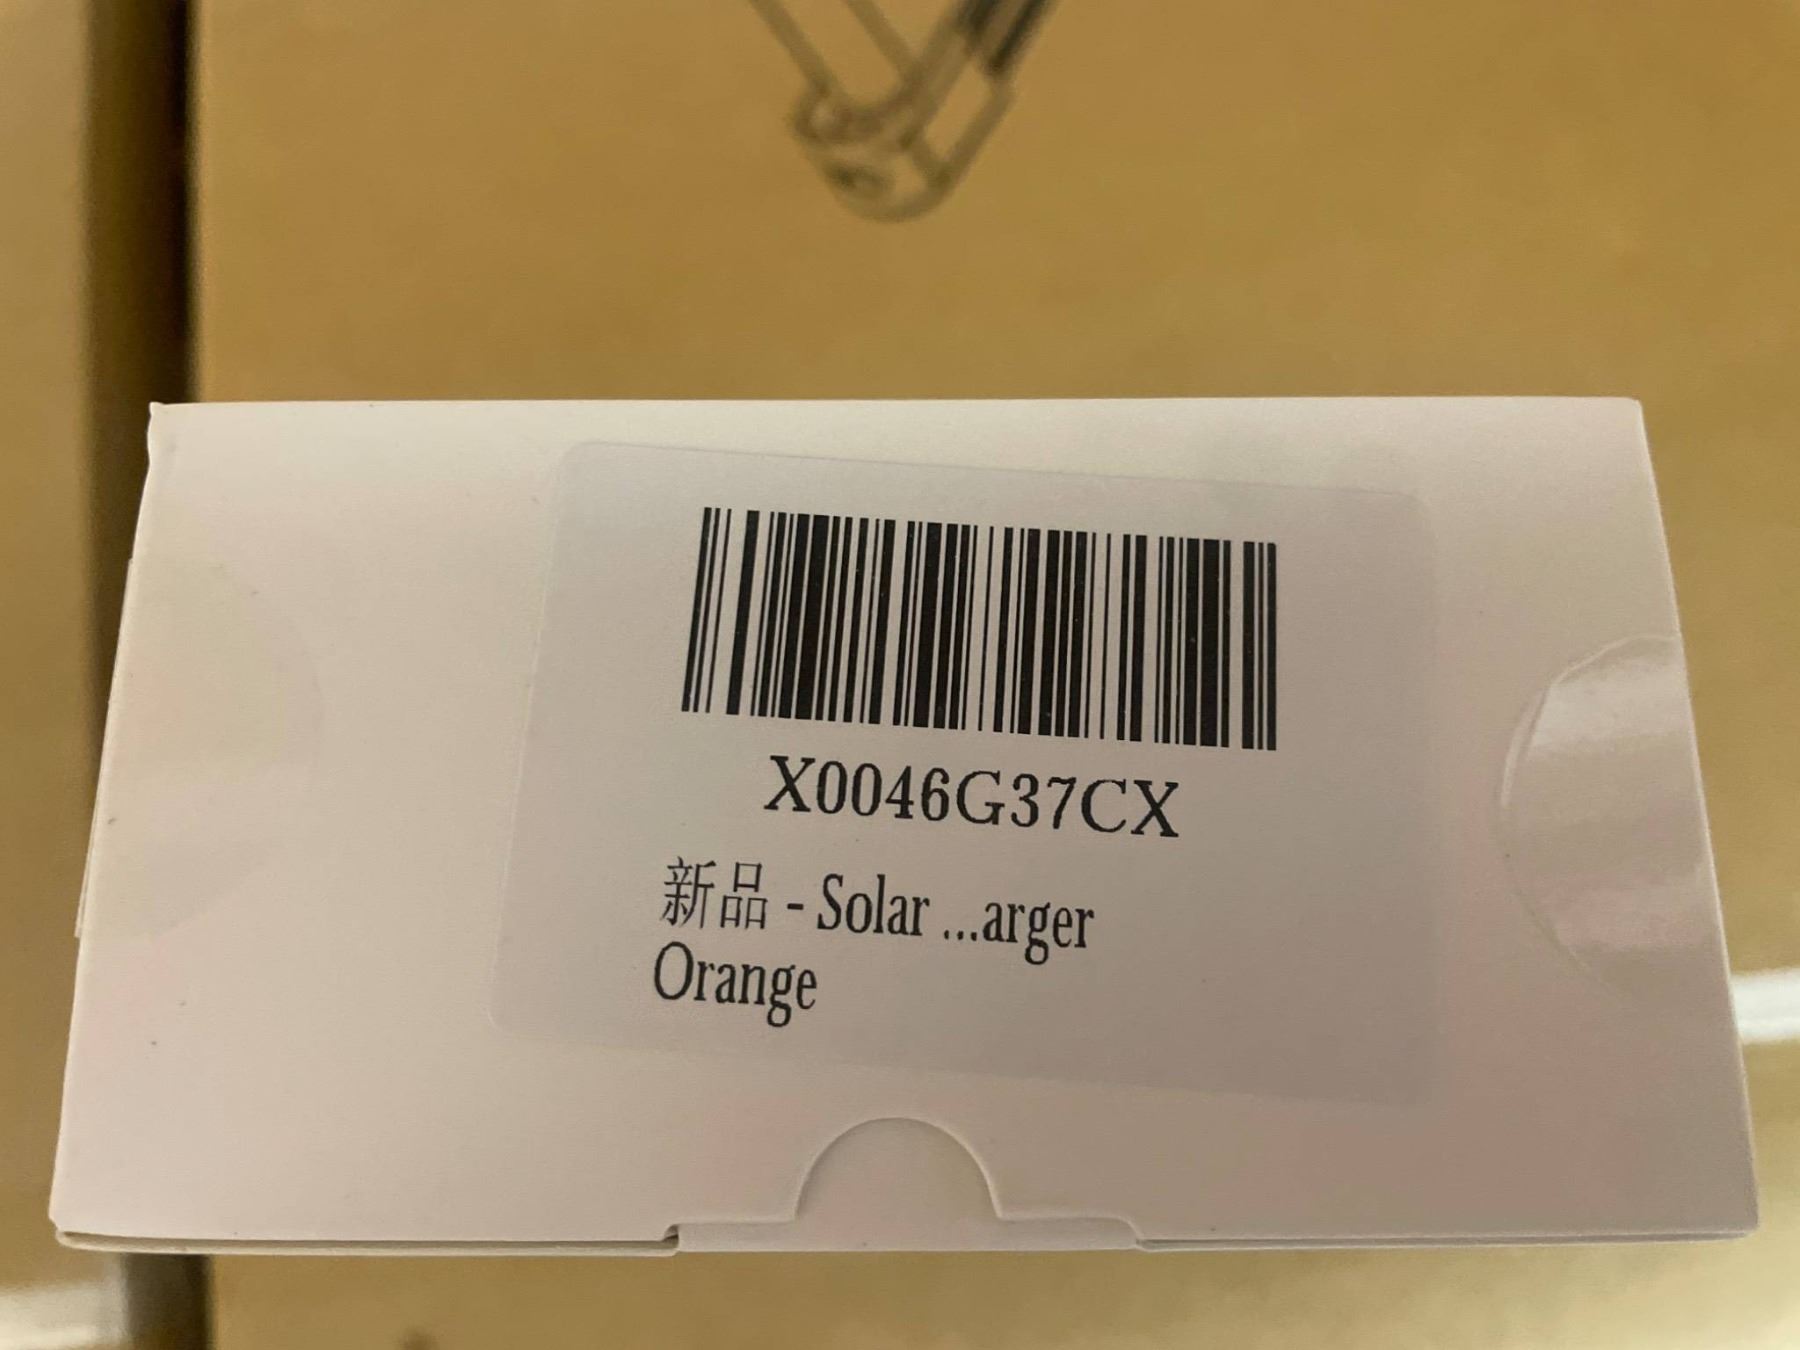 X0046G37CX
新品 - Solar ...arger
Orange